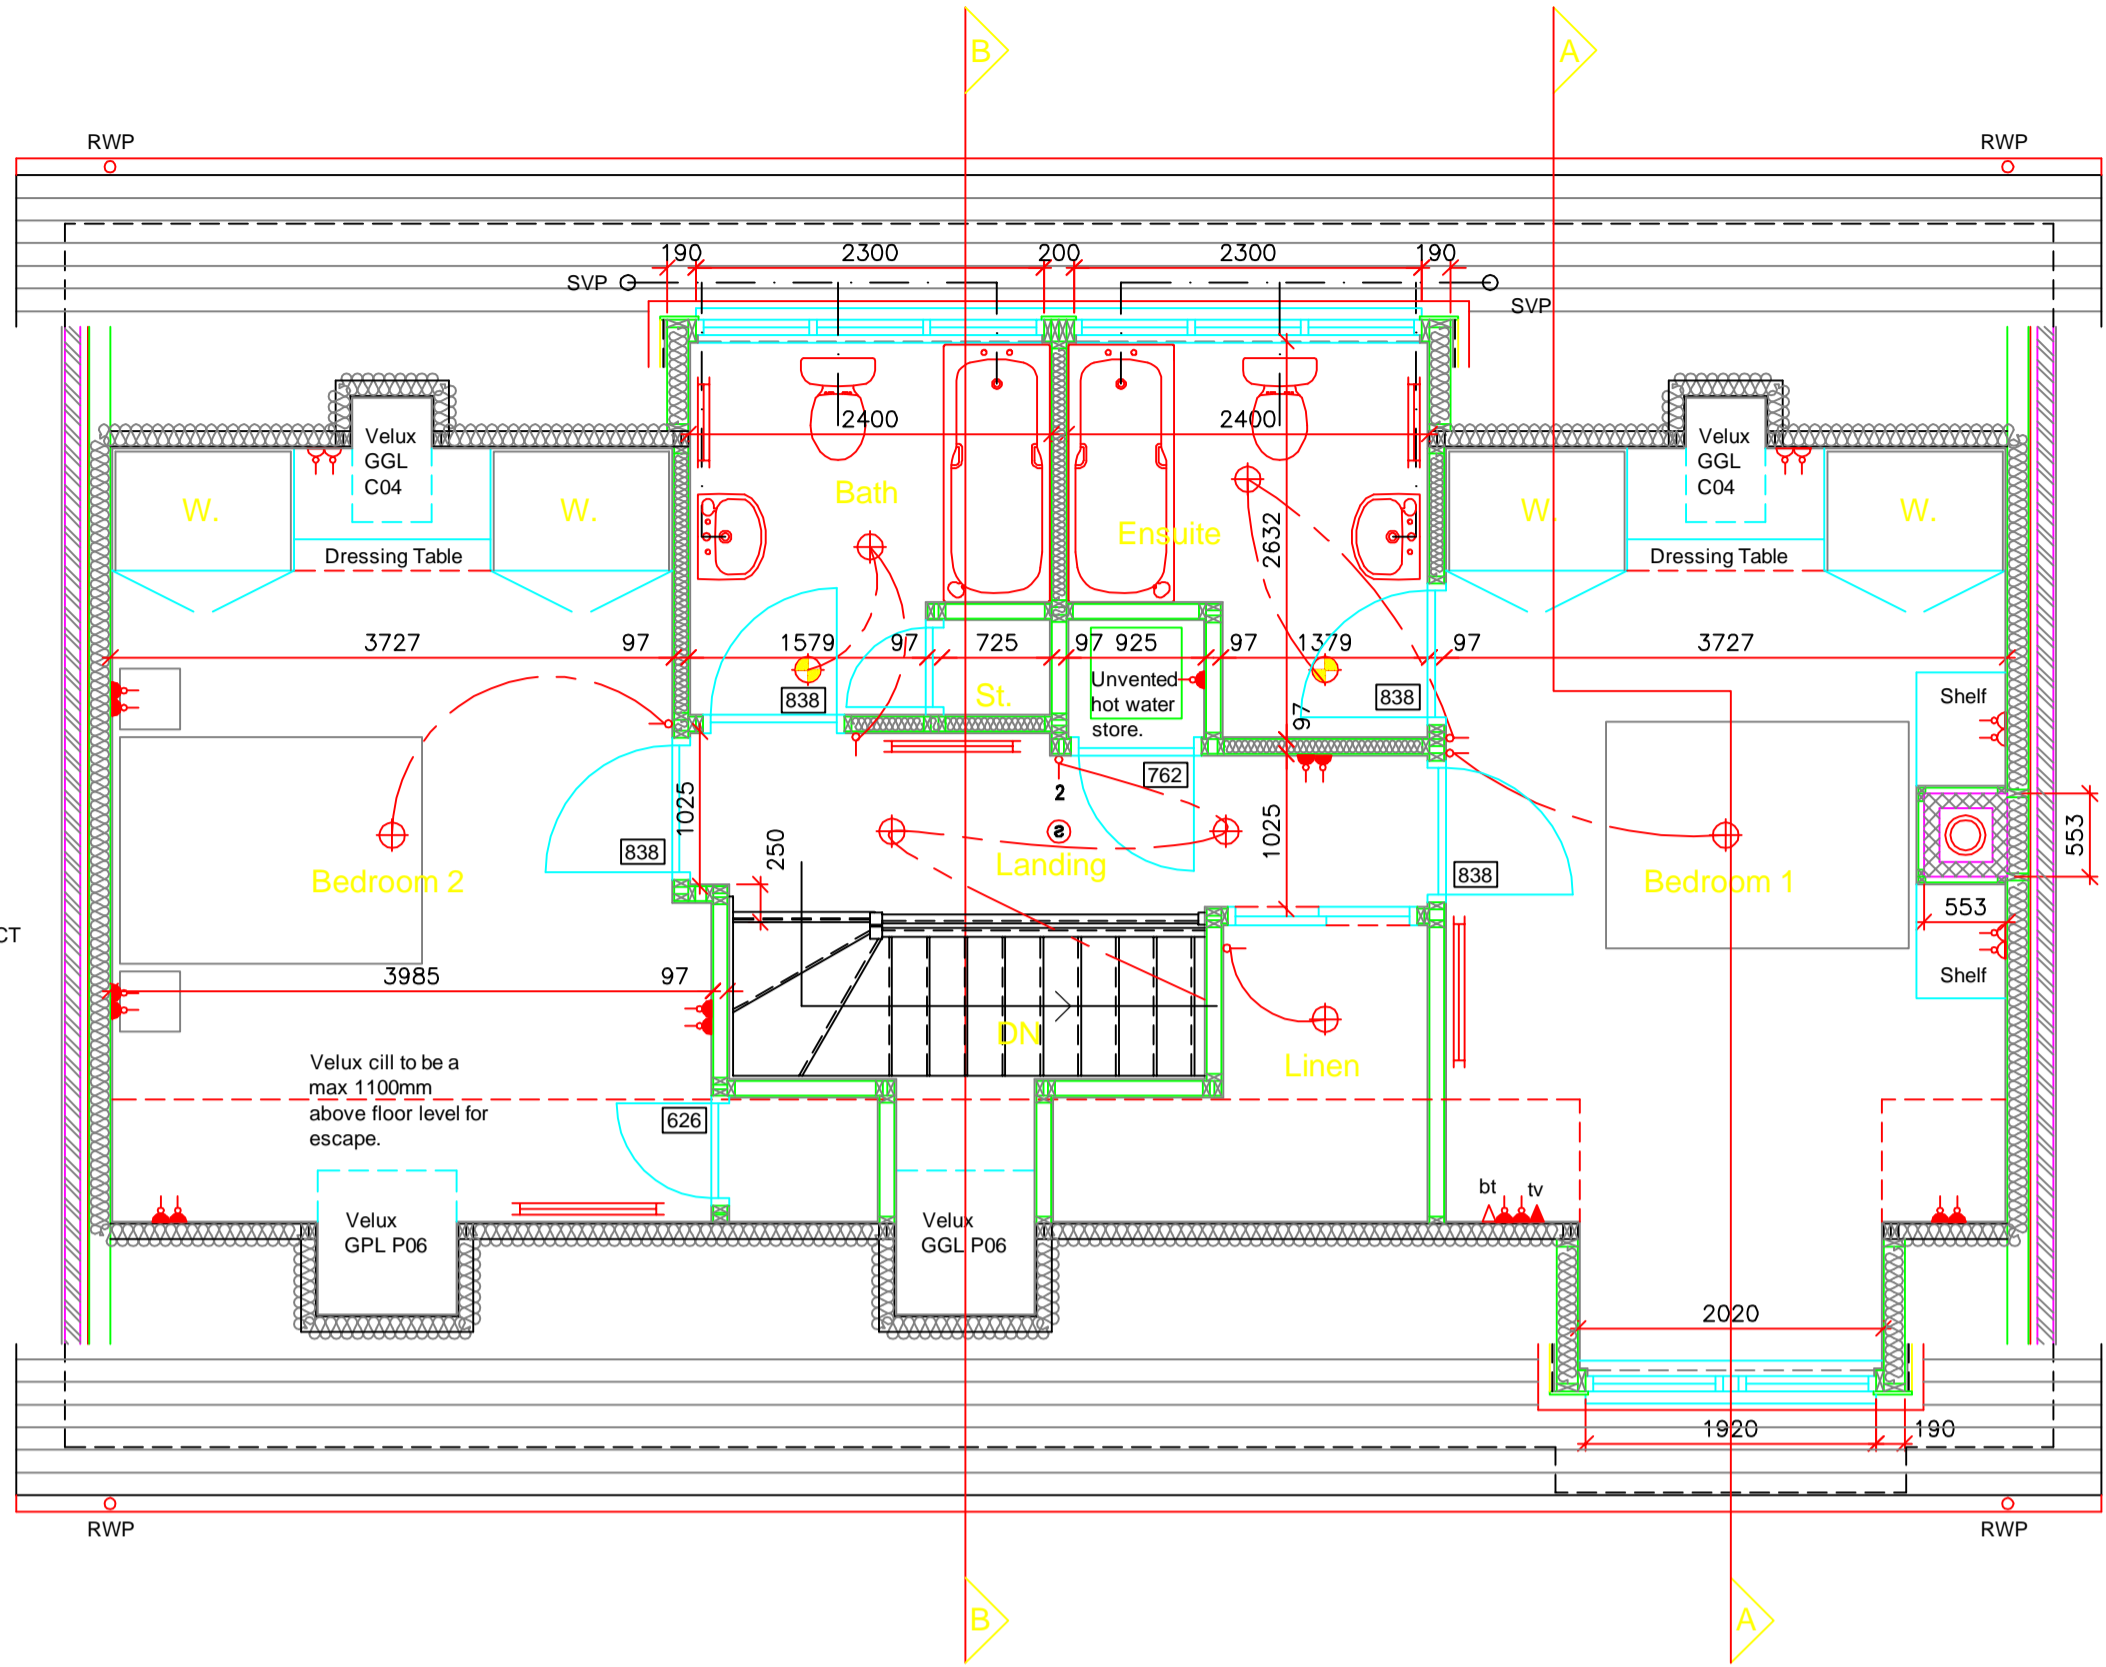 B
A
RWP
RWP
190
2300
200
2300
190
SVP
SVP
Velux
GGL
C04
2400
2400
Velux
GGL
C04
W.
W.
Bath
Ensuite
2632
W.
W.
Dressing Table
Dressing Table
3727
97
1579
97
725
97
925
97
1379
97
3727
838
St.
Unvented
hot water
store.
838
97
Shelf
2
762
1025
250
S
1025
838
Landing
838
Bedroom 2
Bedroom 1
553
553
CT
3985
97
Shelf
DN
Linen
Velux cill to be a
max 1100mm
above floor level for
escape.
626
bt
tv
Velux
GPL P06
Velux
GGL P06
2020
1920
190
RWP
RWP
B
A